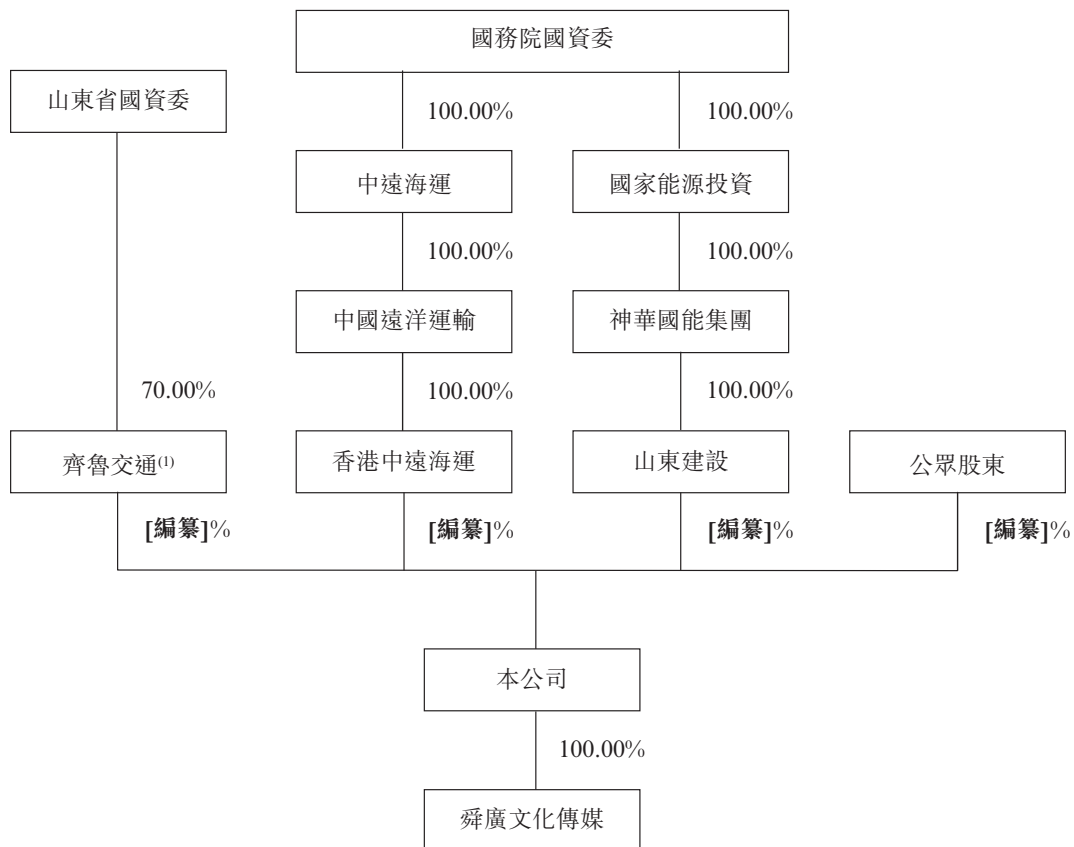 國務院國資委
山東省國資委
100.00% 100.00%
中遠海運 國家能源投資
100.00% 100.00%
中國遠洋運輸 神華國能集團
70.00% 100.00% 100.00%
齊魯交通(1) 香港中遠海運 山東建設 公眾股東
[編纂]% [編纂]% [編纂]% [編纂]%
本公司
100.00%
舜廣文化傳媒